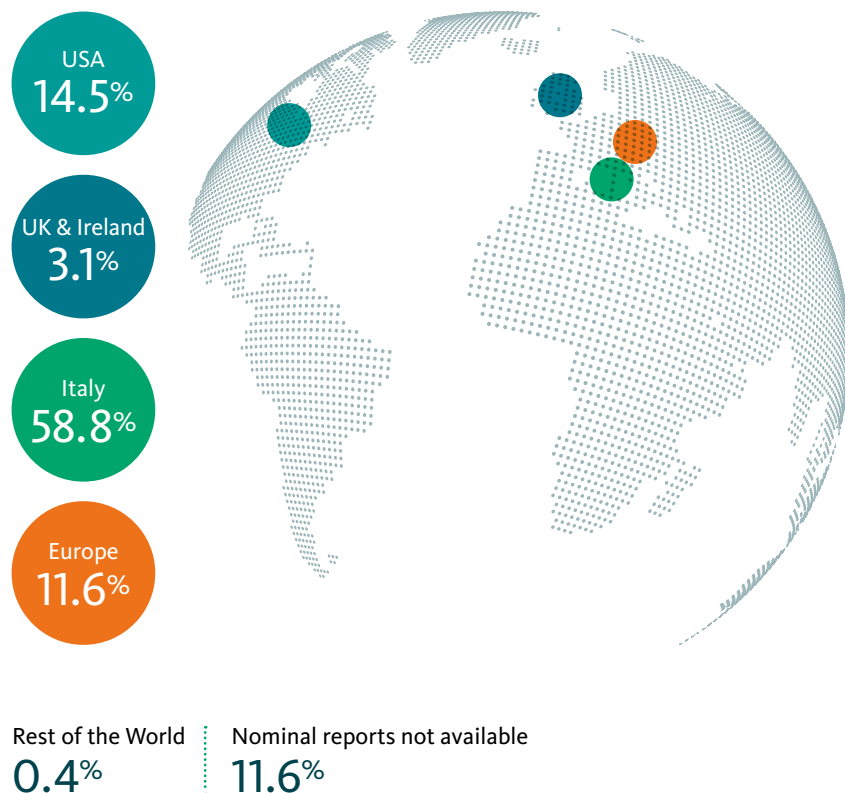 USA
14.5%
UK & Ireland
3.1%
Italy
58.8%
Europe
11.6%
Rest of the World
0.4%
Nominal reports not available
11.6%